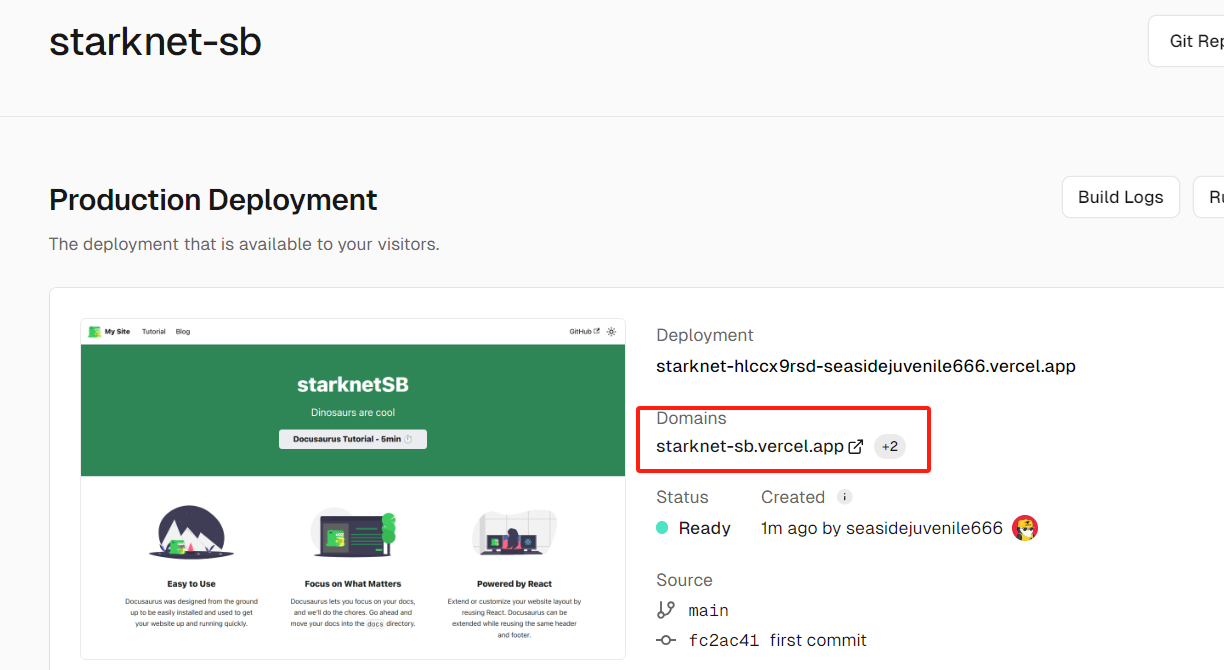 starknet-sb
Git Rep
Production Deployment
Build Logs
Ru
The deployment that is available to your visitors.
My Site Tutorial Blog GitHub
starknetSB
Dinosaurs are cool
Docusaurus Tutorial - 5min ⏱️
Easy to Use
Docusaurus was designed from the ground
up to be easily installed and used to get
your website up and running quickly.
Focus on What Matters
Docusaurus lets you focus on your docs,
and we'll do the chores. Go ahead and
move your docs into the docs directory.
Powered by React
Extend or customize your website layout by
reusing React. Docusaurus can be
extended while reusing the same header
and footer.
Deployment
starknet-hlccx9rsd-seasidejuvenile666.vercel.app
Domains
starknet-sb.vercel.app +2
Status Created
Ready 1m ago by seasidejuvenile666
Source
main
fc2ac41 first commit